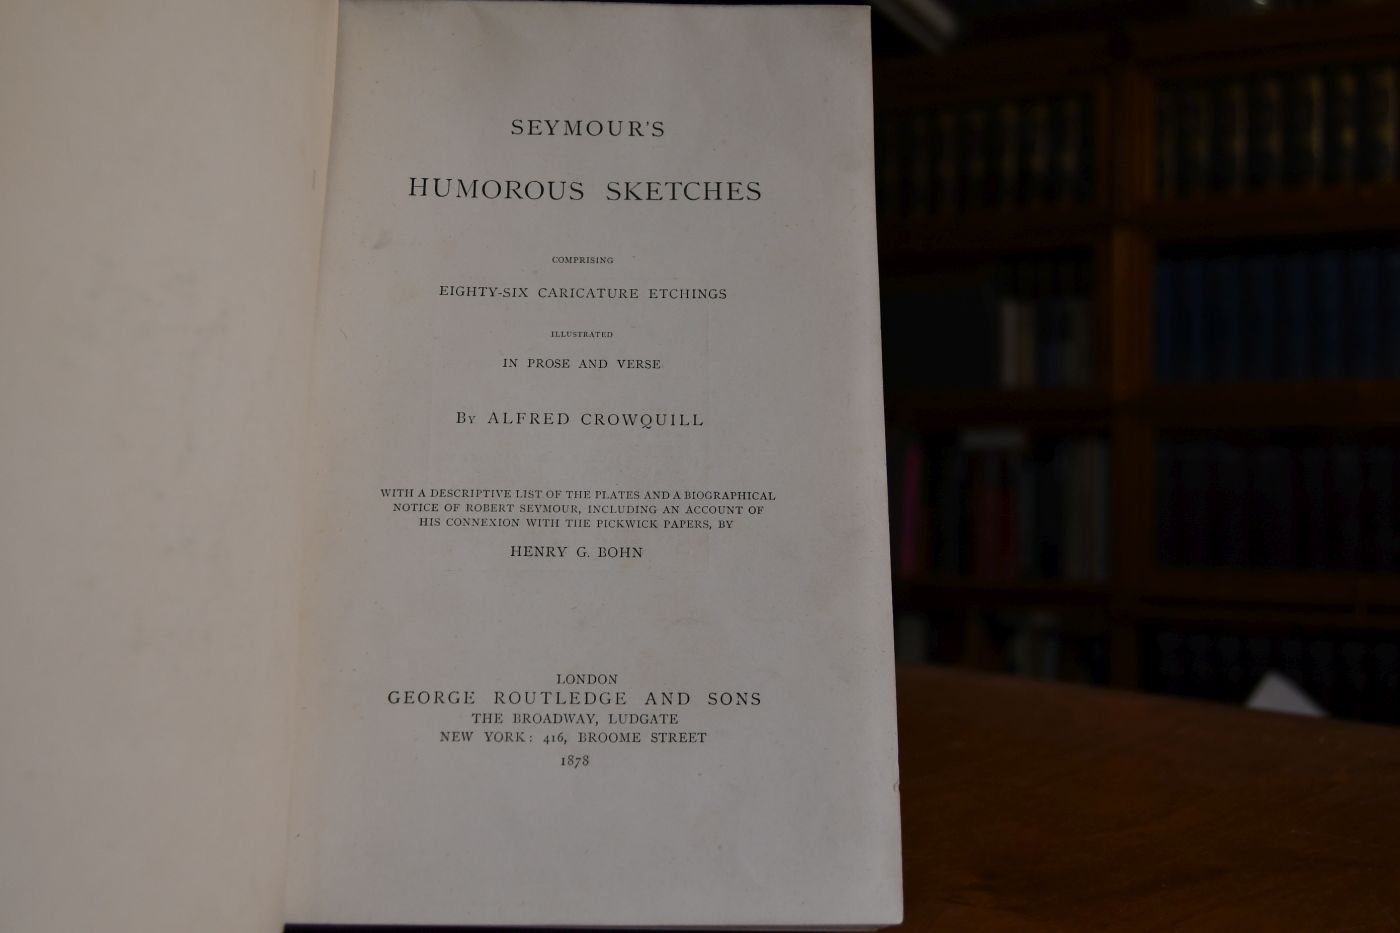 SEYMOUR'S
HUMOROUS SKETCHES
COMPRISING
EIGHTY-SIX CARICATURE ETCHINGS
ILLUSTRATED
IN PROSE AND VERSE
By ALFRED CROWQUILL
WITH A DESCRIPTIVE LIST OF THE PLATES AND A BIOGRAPHICAL
NOTICE OF ROBERT SEYMOUR, INCLUDING AN ACCOUNT OF
HIS CONNEXION WITH THE PICKWICK PAPERS, BY
HENRY G. BOHN
LONDON
GEORGE ROUTLEDGE AND SONS
THE BROADWAY, LUDGATE
NEW YORK: 416, BROOME STREET
1878